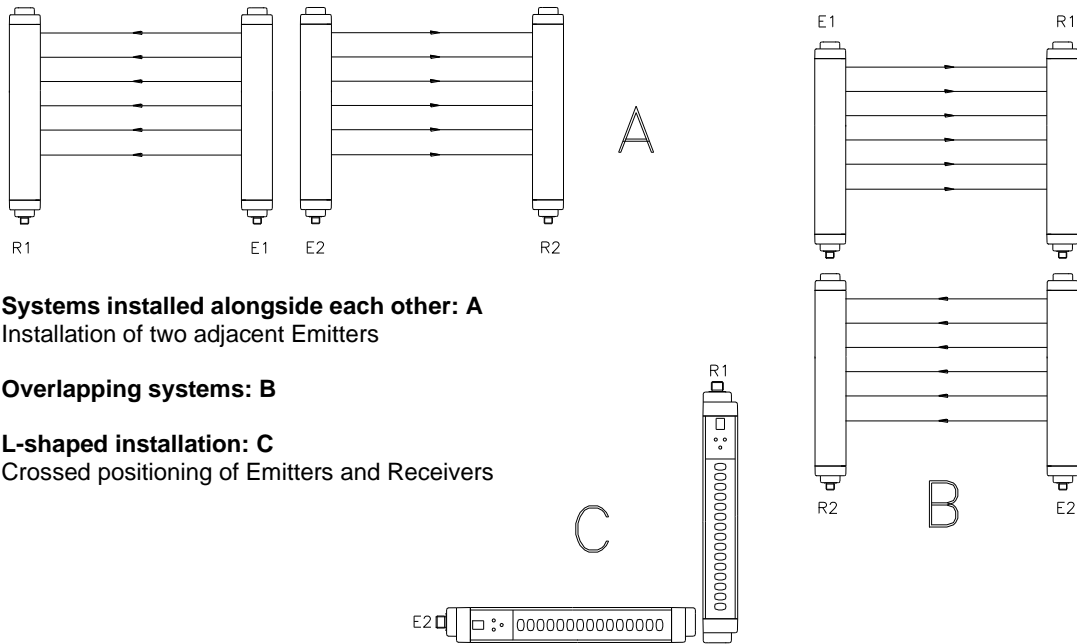 E1 R1
A
R1 E1 E2 R2
Systems installed alongside each other: A
Installation of two adjacent Emitters
Overlapping systems: B
L-shaped installation: C
Crossed positioning of Emitters and Receivers
R1
R2 B E2
C
E2